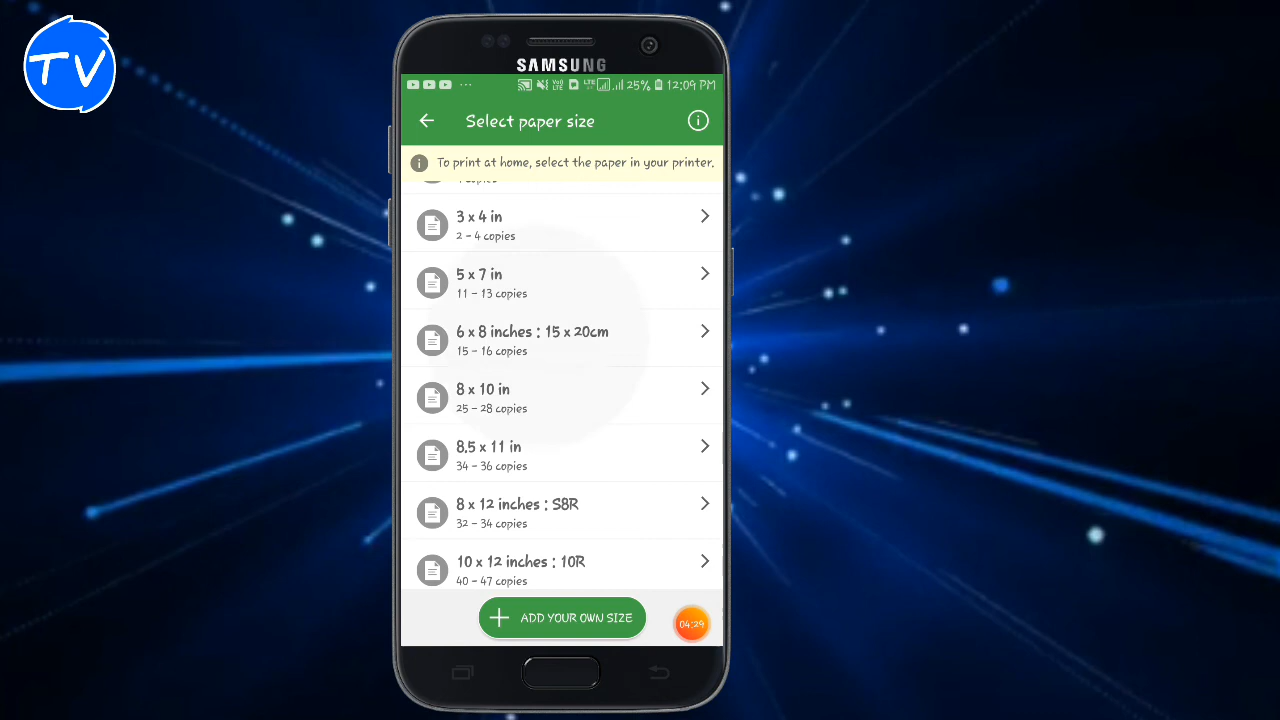 TV
SAMSUNG
25% 12:09 PM
Select paper size
To print at home, select the paper in your printer.
3 x 4 in
2 - 4 copies
5 x 7 in
11 - 13 copies
6 x 8 inches : 15 x 20cm
15 - 16 copies
8 x 10 in
25 - 28 copies
8.5 x 11 in
34 - 36 copies
8 x 12 inches : S8R
32 - 34 copies
10 x 12 inches : 10R
40 - 47 copies
ADD YOUR OWN SIZE
04:29